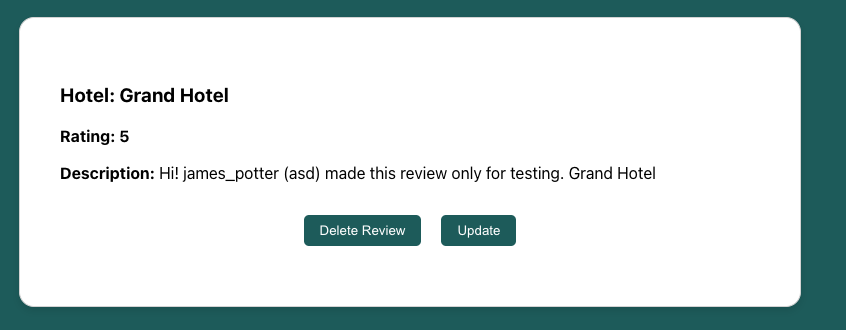 Hotel: Grand Hotel
Rating: 5
Description: Hi! james_potter (asd) made this review only for testing. Grand Hotel
Delete Review Update